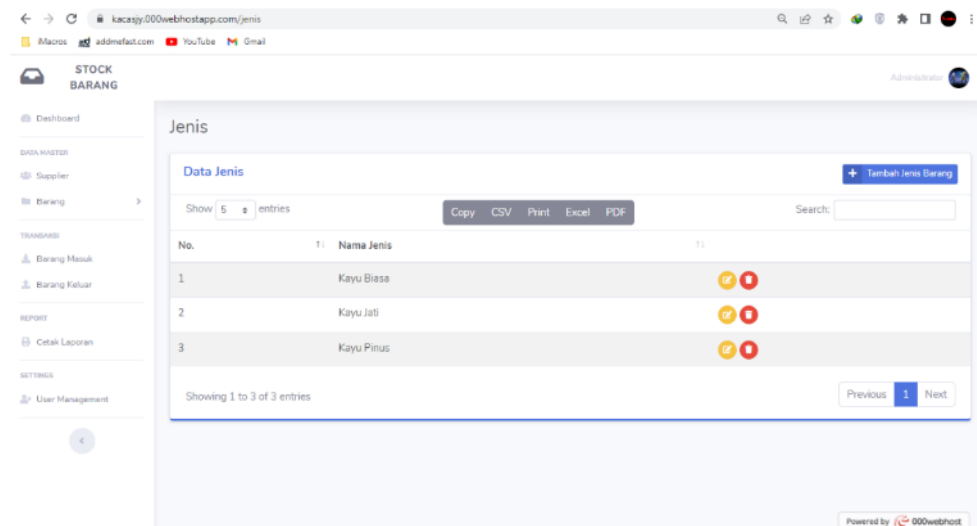 kacasjy.000webhostapp.com/jenis
iMacros addmefast.com YouTube Gmail
STOCK
BARANG
Administrator
Dashboard
DATA MASTER
Supplier
Barang
TRANSAKSI
Barang Masuk
Barang Keluar
REPORT
Cetak Laporan
SETTINGS
User Management
Jenis
Data Jenis
Tambah Jenis Barang
Show 5 entries
Copy CSV Print Excel PDF
Search:
No. Nama Jenis
1 Kayu Biasa
2 Kayu Jati
3 Kayu Pinus
Showing 1 to 3 of 3 entries
Previous 1 Next
Powered by 000webhost